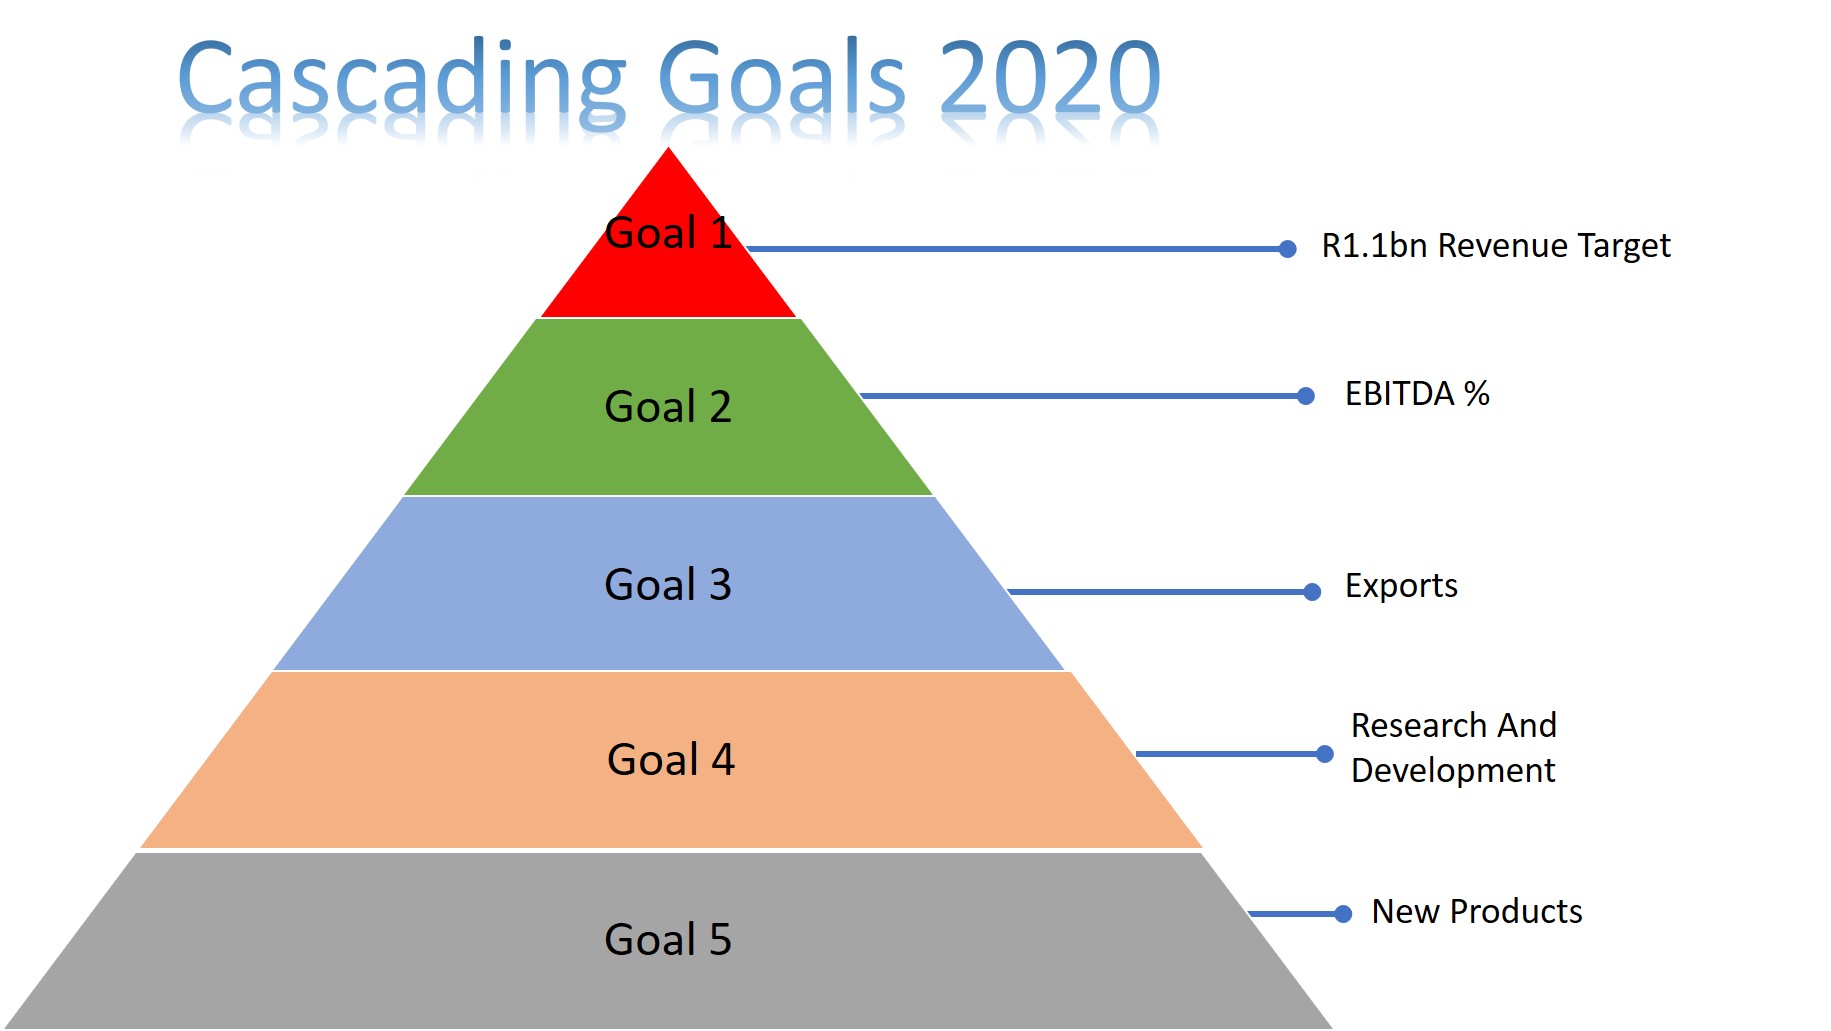 Cascading Goals 2020
Goal 1
R1.1bn Revenue Target
Goal 2
EBITDA %
Goal 3
Exports
Goal 4
Research And
Development
Goal 5
New Products